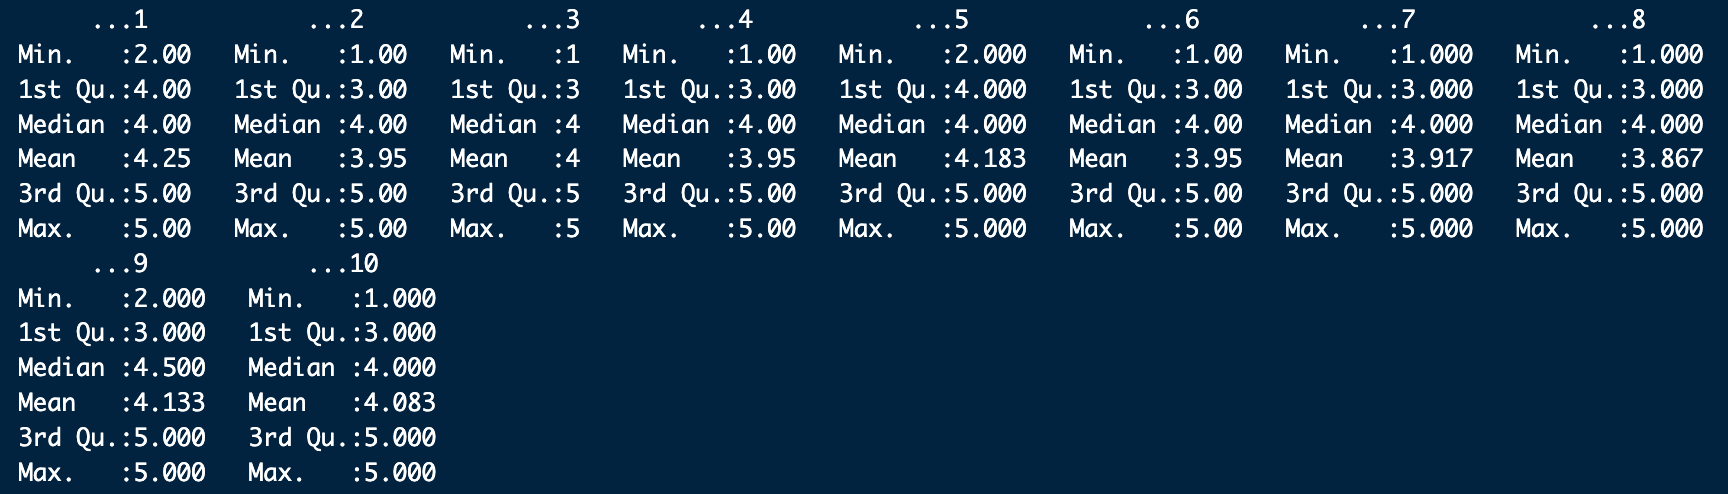 ...1 ...2 ...3 ...4 ...5 ...6 ...7 ...8
Min. :2.00 Min. :1.00 Min. :1 Min. :1.00 Min. :2.000 Min. :1.00 Min. :1.000 Min. :1.000
1st Qu.:4.00 1st Qu.:3.00 1st Qu.:3 1st Qu.:3.00 1st Qu.:4.000 1st Qu.:3.00 1st Qu.:3.000 1st Qu.:3.000
Median :4.00 Median :4.00 Median :4 Median :4.00 Median :4.000 Median :4.00 Median :4.000 Median :4.000
Mean :4.25 Mean :3.95 Mean :4 Mean :3.95 Mean :4.183 Mean :3.95 Mean :3.917 Mean :3.867
3rd Qu.:5.00 3rd Qu.:5.00 3rd Qu.:5 3rd Qu.:5.00 3rd Qu.:5.000 3rd Qu.:5.00 3rd Qu.:5.000 3rd Qu.:5.000
Max. :5.00 Max. :5.00 Max. :5 Max. :5.00 Max. :5.000 Max. :5.00 Max. :5.000 Max. :5.000
...9 ...10
Min. :2.000 Min. :1.000
1st Qu.:3.000 1st Qu.:3.000
Median :4.500 Median :4.000
Mean :4.133 Mean :4.083
3rd Qu.:5.000 3rd Qu.:5.000
Max. :5.000 Max. :5.000